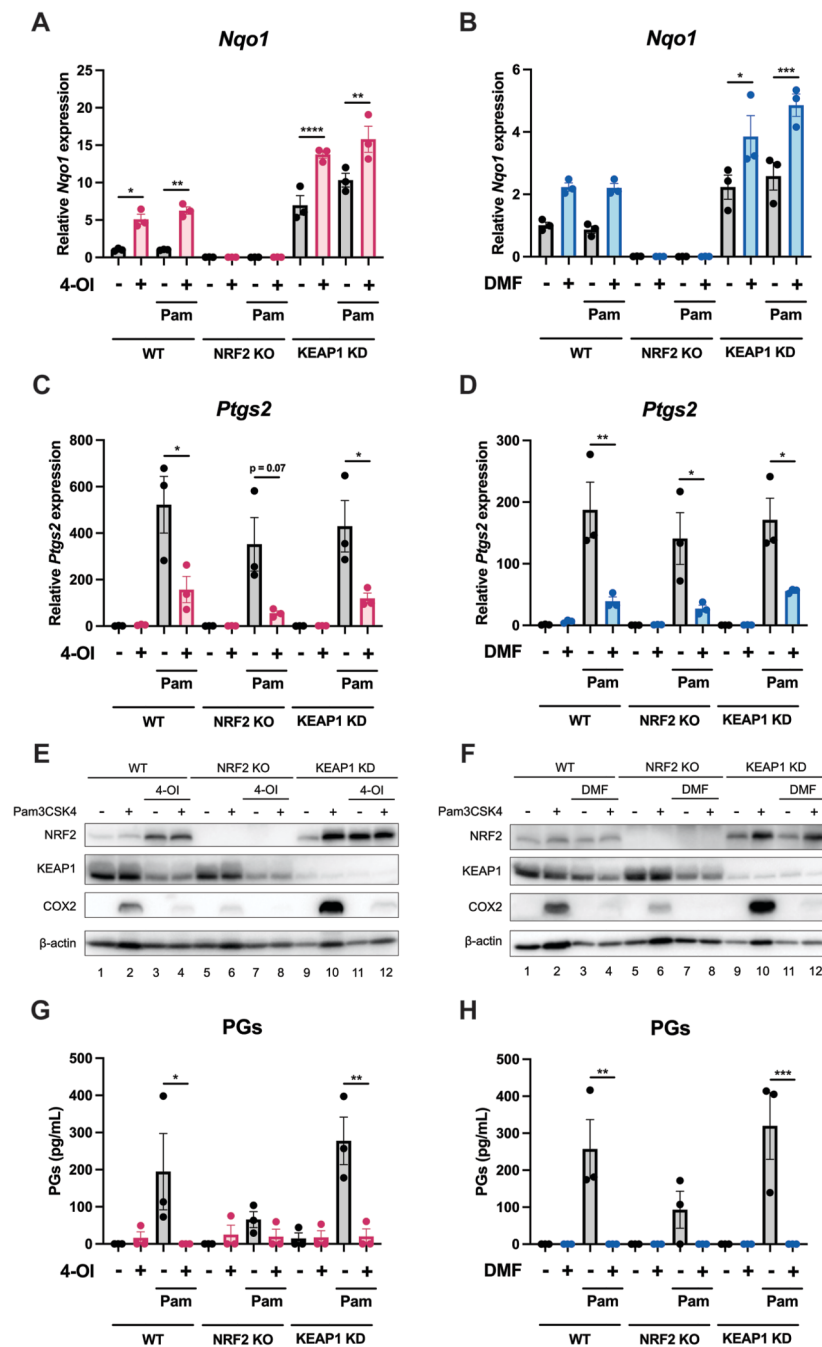 A
Nqo1
Relative Nqo1 expression
25
20
15
10
5
0
* ** **** **
4-OI - + - + - + - + - + - +
Pam Pam Pam
WT NRF2 KO KEAP1 KD
B
Nqo1
Relative Nqo1 expression
6
4
2
0
* ***
DMF - + - + - + - + - + - +
Pam Pam Pam
WT NRF2 KO KEAP1 KD
C
Ptgs2
Relative Ptgs2 expression
800
600
400
200
0
* p = 0.07 *
4-OI - + - + - + - + - + - +
Pam Pam Pam
WT NRF2 KO KEAP1 KD
D
Ptgs2
Relative Ptgs2 expression
300
200
100
0
** * *
DMF - + - + - + - + - + - +
Pam Pam Pam
WT NRF2 KO KEAP1 KD
E
WT NRF2 KO KEAP1 KD
4-OI 4-OI 4-OI
Pam3CSK4 - + - + - + - + - + - +
NRF2
KEAP1
COX2
β-actin
1 2 3 4 5 6 7 8 9 10 11 12
F
WT NRF2 KO KEAP1 KD
DMF DMF DMF
Pam3CSK4 - + - + - + - + - + - +
NRF2
KEAP1
COX2
β-actin
1 2 3 4 5 6 7 8 9 10 11 12
G
PGs
PGs (pg/mL)
500
400
300
200
100
0
* **
4-OI - + - + - + - + - + - +
Pam Pam Pam
WT NRF2 KO KEAP1 KD
H
PGs
PGs (pg/mL)
500
400
300
200
100
0
** ***
DMF - + - + - + - + - + - +
Pam Pam Pam
WT NRF2 KO KEAP1 KD